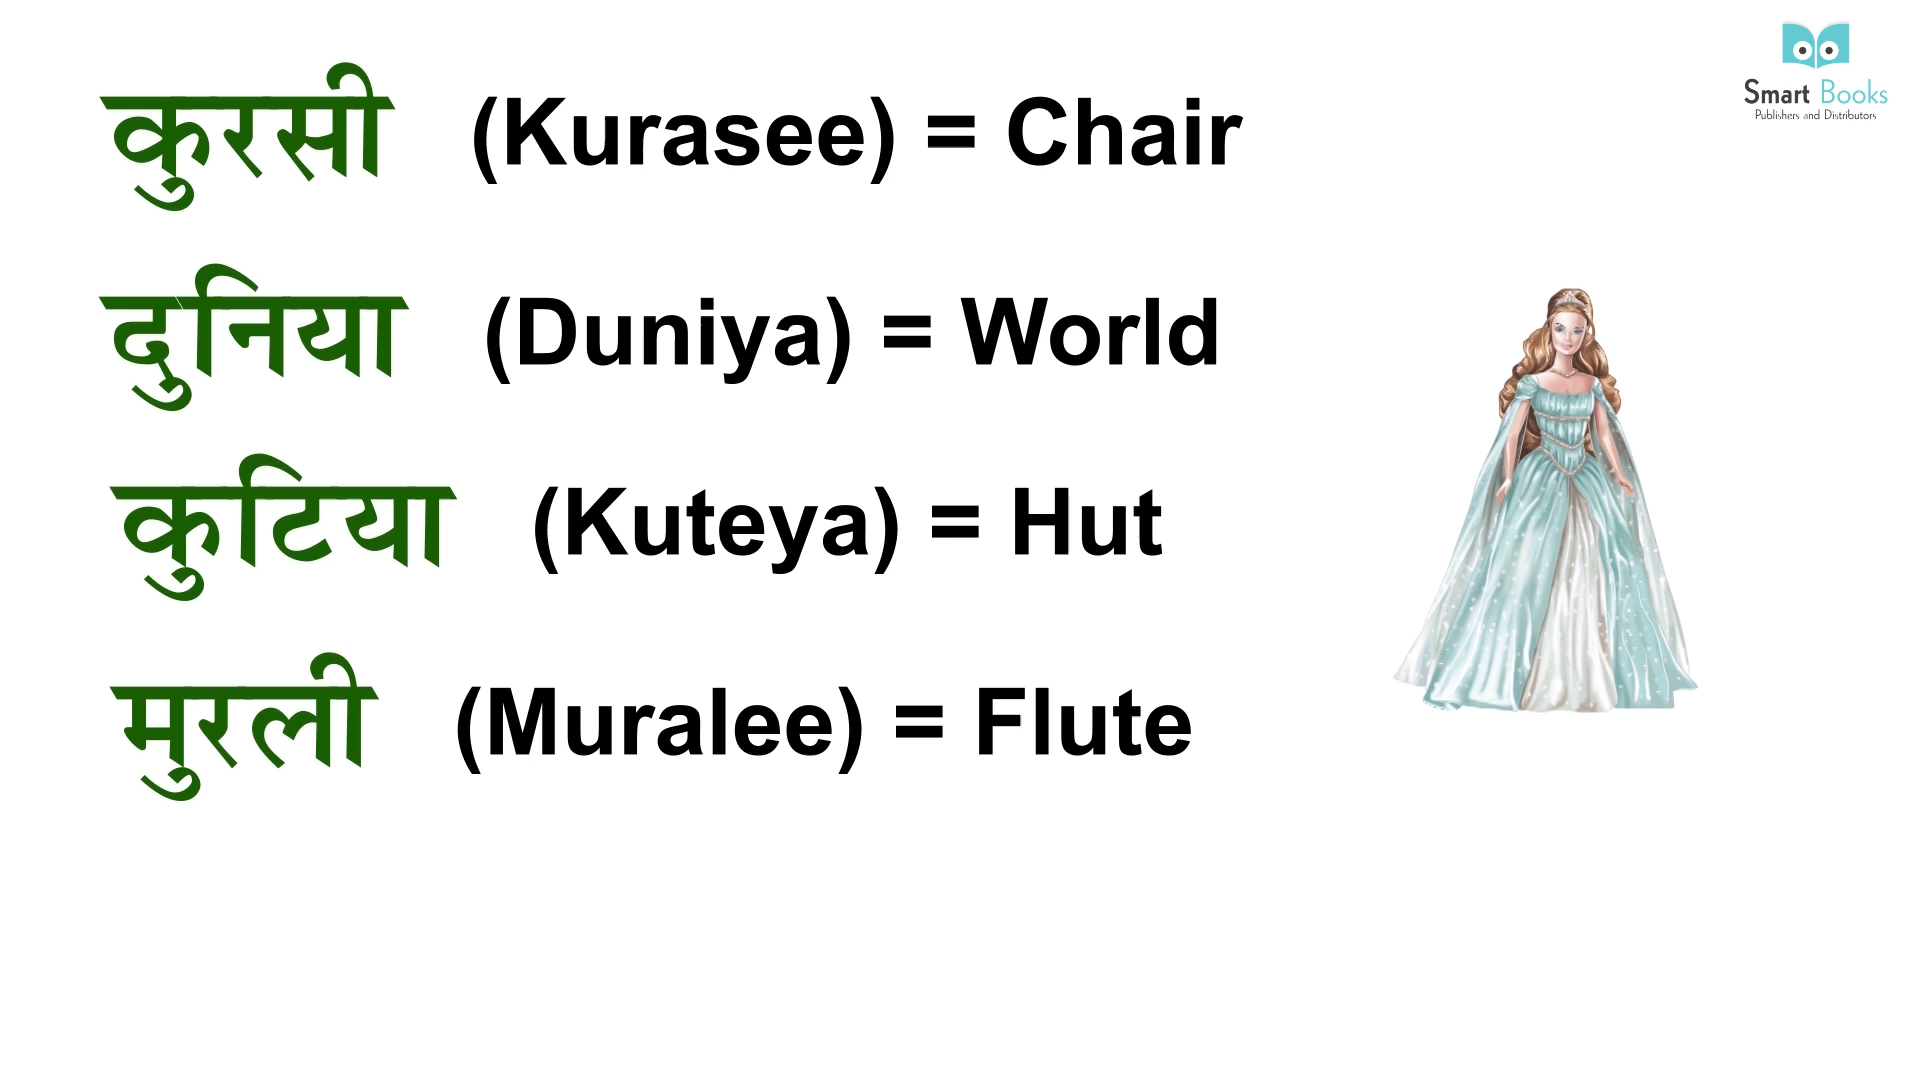 Smart Books
Publishers and Distributors
कुरसी (Kurasee) = Chair
दुनिया (Duniya) = World
कुटिया (Kuteya) = Hut
मुरली (Muralee) = Flute